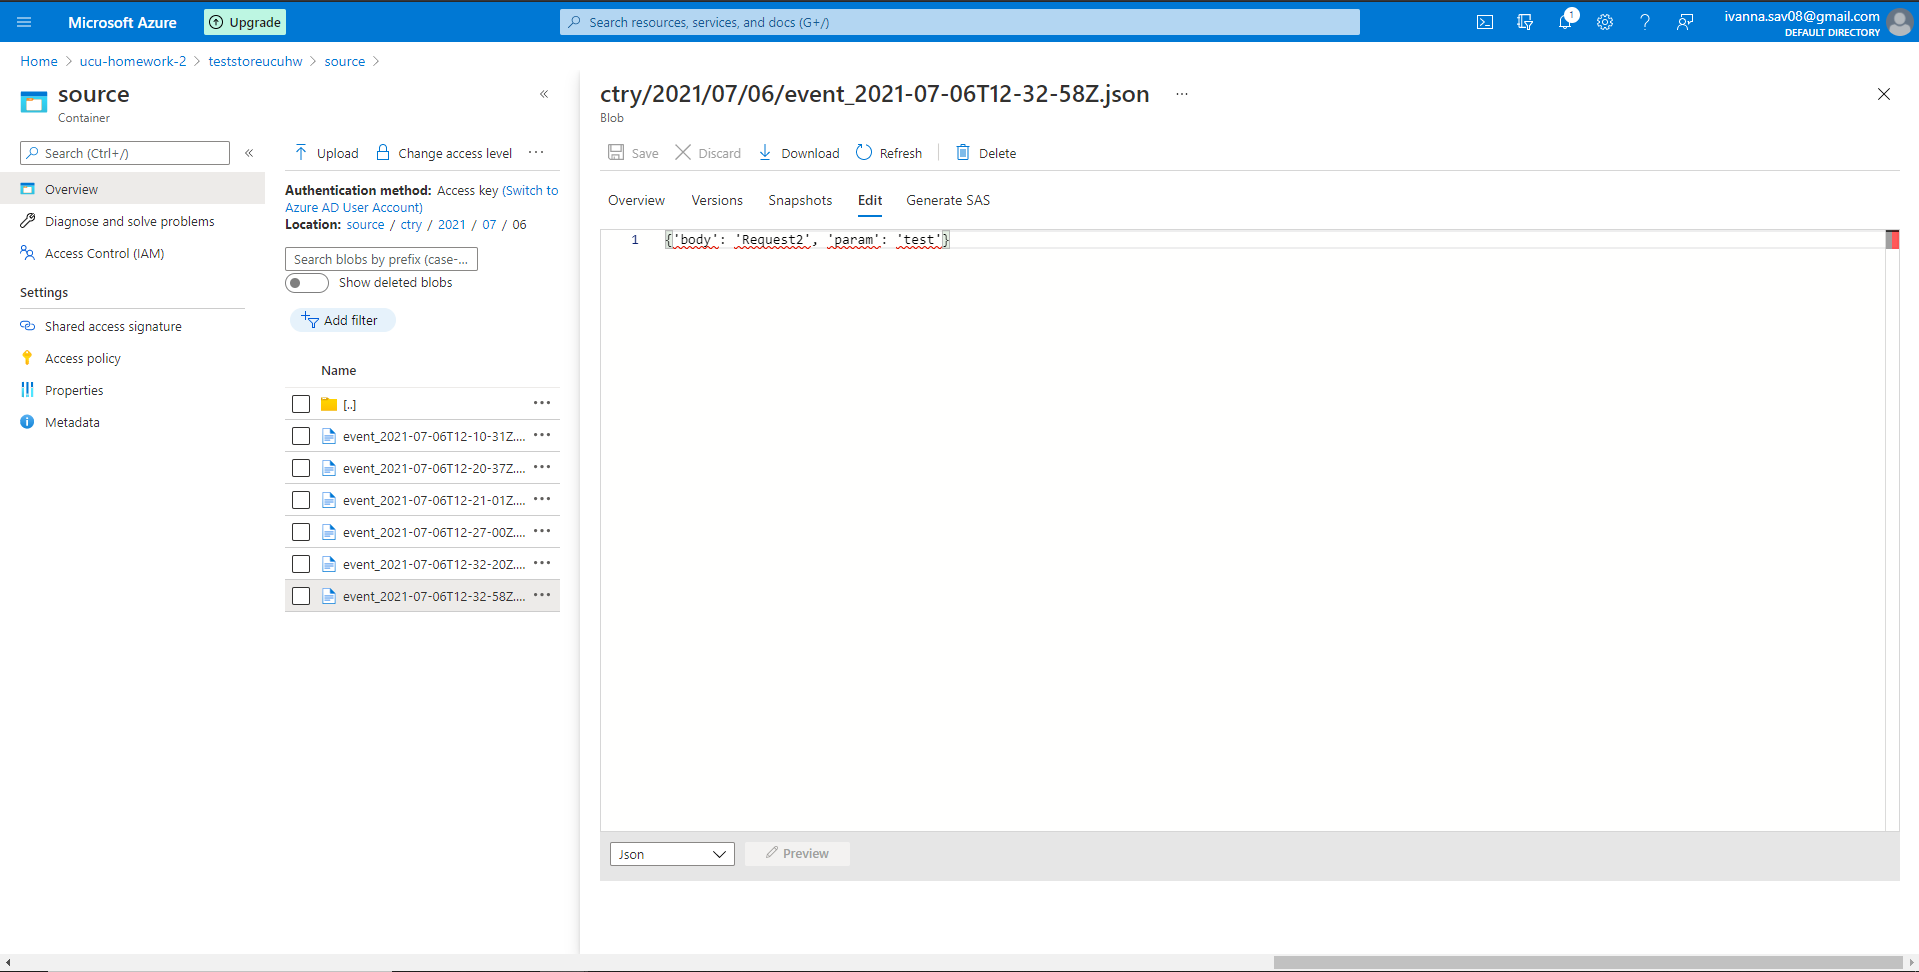 Microsoft Azure
Upgrade
Search resources, services, and docs (G+/)
1
ivanna.sav08@gmail.com
DEFAULT DIRECTORY
Home > ucu-homework-2 > teststoreucuhw > source >
source
Container
Search (Ctrl+/)
Overview
Diagnose and solve problems
Access Control (IAM)
Settings
Shared access signature
Access policy
Properties
Metadata
Upload
Change access level
Authentication method: Access key (Switch to
Azure AD User Account)
Location: source / ctry / 2021 / 07 / 06
Search blobs by prefix (case-...
Show deleted blobs
Add filter
Name
[..]
event_2021-07-06T12-10-31Z....
event_2021-07-06T12-20-37Z....
event_2021-07-06T12-21-01Z....
event_2021-07-06T12-27-00Z....
event_2021-07-06T12-32-20Z....
event_2021-07-06T12-32-58Z....
ctry/2021/07/06/event_2021-07-06T12-32-58Z.json
Blob
Save
Discard
Download
Refresh
Delete
Overview
Versions
Snapshots
Edit
Generate SAS
1 {'body': 'Request2', 'param': 'test'}
Json
Preview